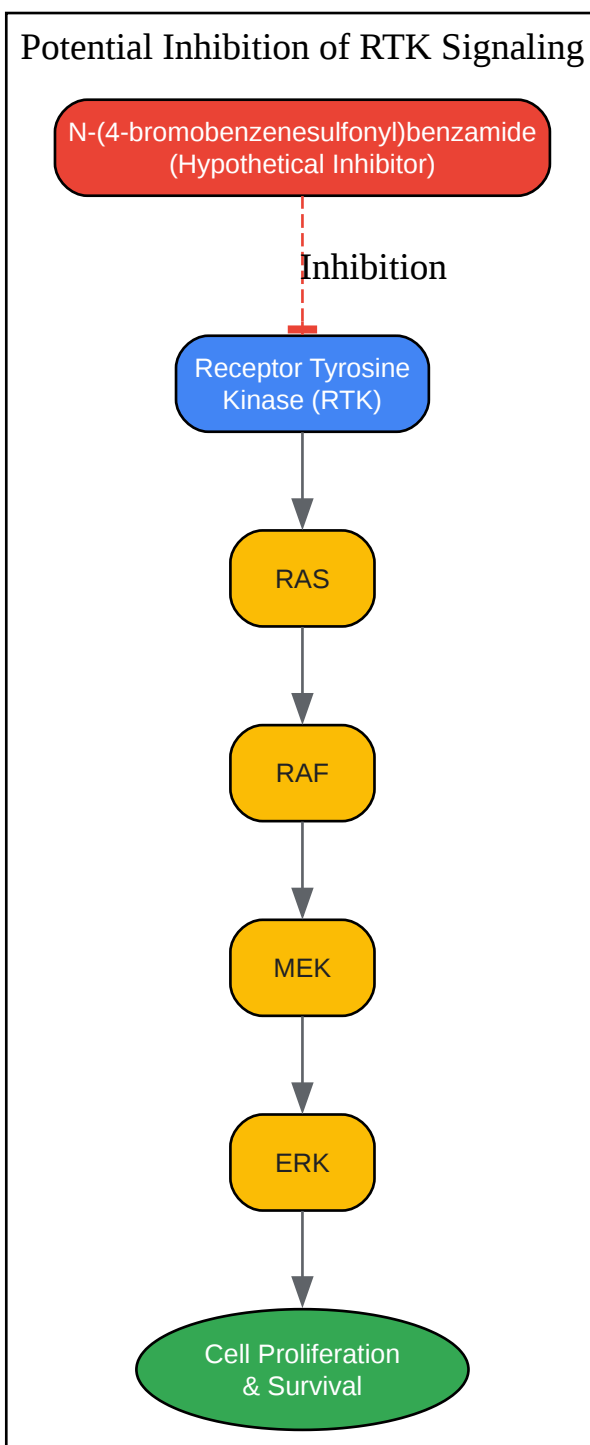 Potential Inhibition of RTK Signaling
N-(4-bromobenzenesulfonyl)benzamide
(Hypothetical Inhibitor)
Inhibition
Receptor Tyrosine
Kinase (RTK)
RAS
RAF
MEK
ERK
Cell Proliferation
& Survival